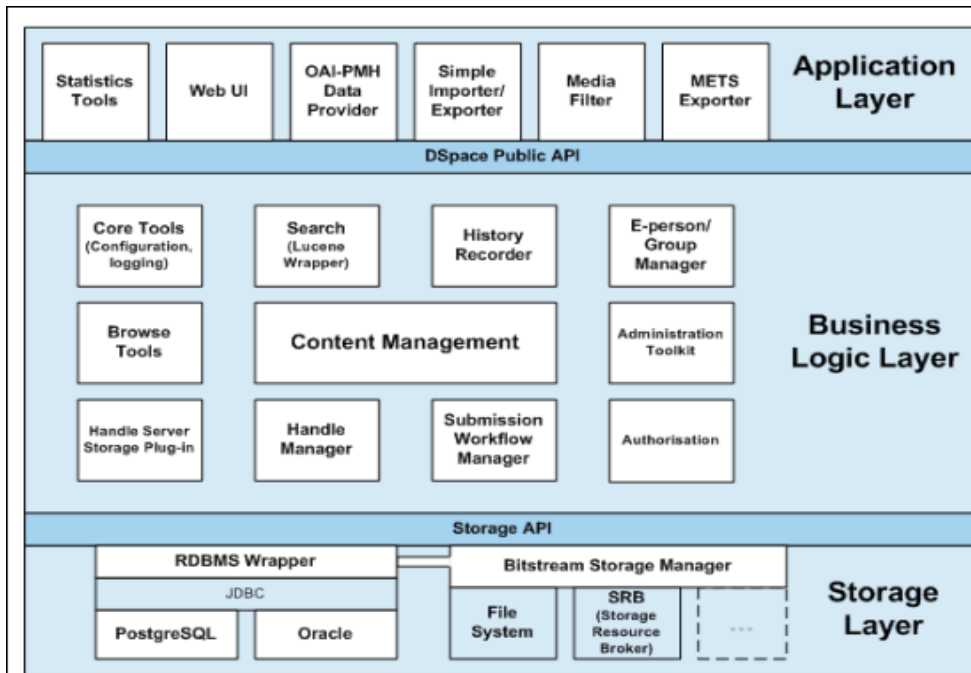 Statistics
Tools
Web UI
OAI-PMH
Data
Provider
Simple
Importer/
Exporter
Media
Filter
METS
Exporter
Application
Layer
DSpace Public API
Core Tools
(Configuration,
logging)
Search
(Lucene
Wrapper)
History
Recorder
E-person/
Group
Manager
Browse
Tools
Content Management
Administration
Toolkit
Business
Logic Layer
Handle Server
Storage Plug-in
Handle
Manager
Submission
Workflow
Manager
Authorisation
Storage API
RDBMS Wrapper
JDBC
PostgreSQL
Oracle
Bitstream Storage Manager
File
System
SRB
(Storage
Resource
Broker)
...
Storage
Layer